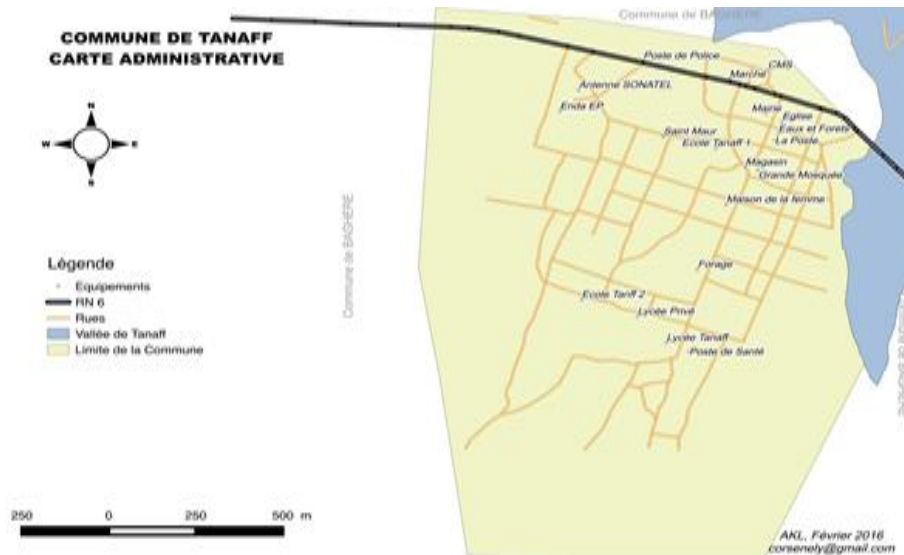 COMMUNE DE TANAFF
CARTE ADMINISTRATIVE
Commune de BAGHERE
Poste de Police
CMS
Marché
Antenne SONATEL
Enda EP
Mairie
Eglise
Eaux et Forets
La Poste
Saint Maur
Ecole Tanaff 1
Magasin
Grande Mosquée
Maison de la femme
N
W
E
S
Commune de BAGHERE
Forage
Ecole Tanff 2
Lycée Privé
Lycée Tanaff
Poste de Santé
Légende
Equipements
RN 6
Rues
Vallée de Tanaff
Limite de la Commune
250 0 250 500 m
AKL, Février 2016
corsenely@gmail.com